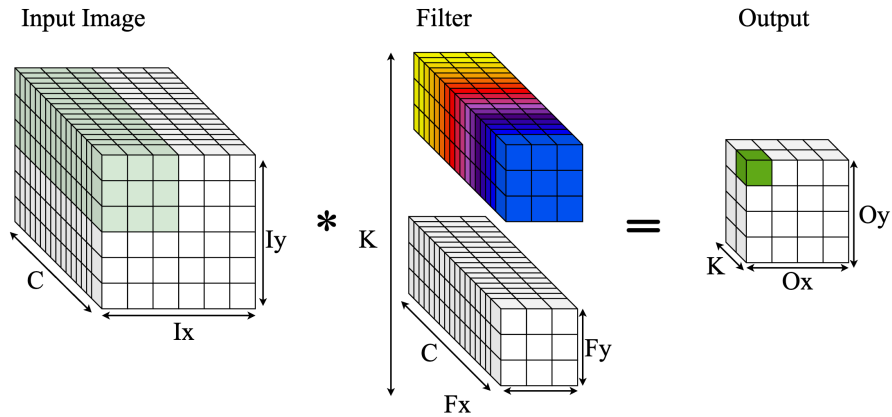 Input Image
Filter
Output
Iy
C
Ix
*
K
C
Fy
Fx
=
Oy
K
Ox